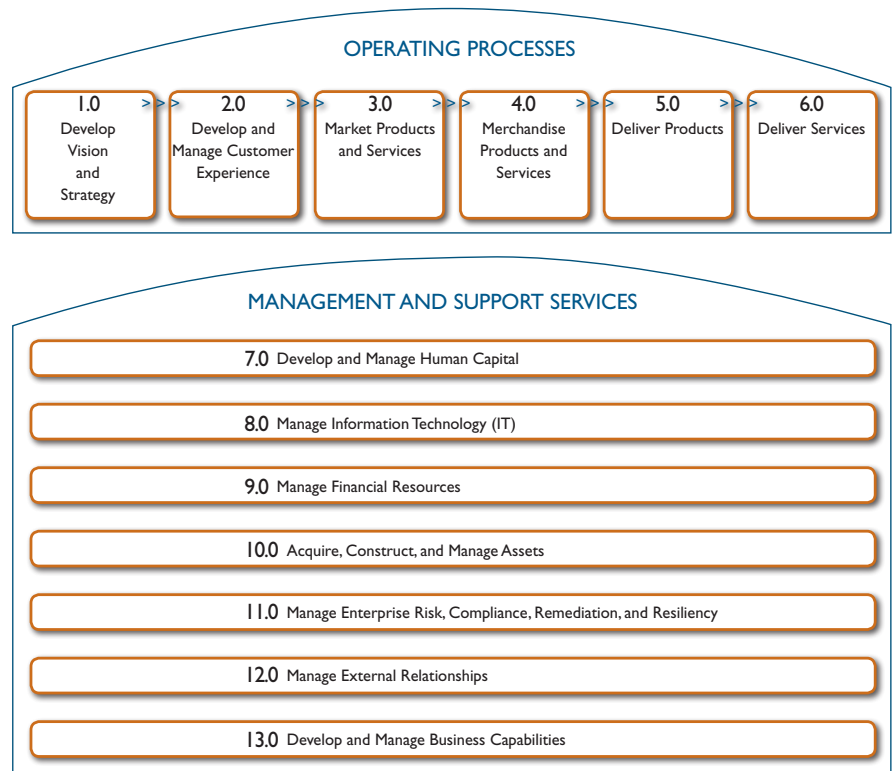 OPERATING PROCESSES
1.0 > > > 2.0 > > > 3.0 > > > 4.0 > > > 5.0 > > > 6.0
Develop
Vision
and
Strategy
Develop and
Manage Customer
Experience
Market Products
and Services
Merchandise
Products and
Services
Deliver Products
Deliver Services
MANAGEMENT AND SUPPORT SERVICES
7.0 Develop and Manage Human Capital
8.0 Manage Information Technology (IT)
9.0 Manage Financial Resources
10.0 Acquire, Construct, and Manage Assets
11.0 Manage Enterprise Risk, Compliance, Remediation, and Resiliency
12.0 Manage External Relationships
13.0 Develop and Manage Business Capabilities